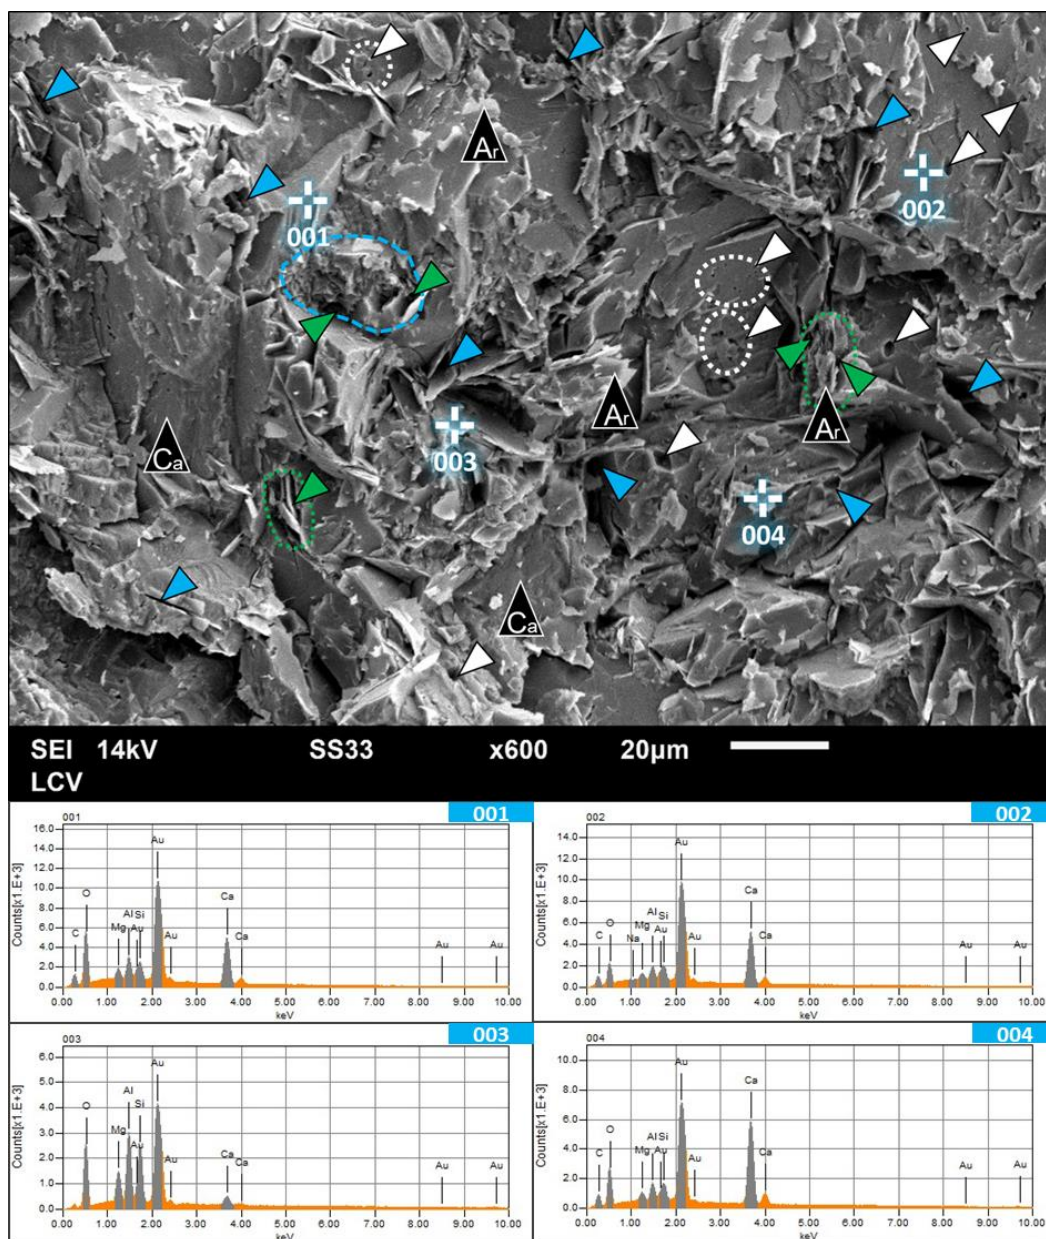 Ar
001
002
Ar
Ar
Ca
003
004
Ca
SEI 14kV SS33 x600 20µm
LCV
001
001
Counts[x1.E+3]
16.0
14.0
12.0
10.0
8.0
6.0
4.0
2.0
0.0
C
O
Mg
Al
Au
Si
Au
Au
Ca
Ca
Au
Au
0.00 1.00 2.00 3.00 4.00 5.00 6.00 7.00 8.00 9.00 10.00
keV
002
002
Counts[x1.E+3]
14.0
12.0
10.0
8.0
6.0
4.0
2.0
0.0
C
O
Na
Mg
Al
Au
Si
Au
Au
Ca
Ca
Au
Au
0.00 1.00 2.00 3.00 4.00 5.00 6.00 7.00 8.00 9.00 10.00
keV
003
003
Counts[x1.E+3]
6.0
5.0
4.0
3.0
2.0
1.0
0.0
O
Mg
Al
Au
Si
Au
Au
Ca
Ca
Au
Au
0.00 1.00 2.00 3.00 4.00 5.00 6.00 7.00 8.00 9.00 10.00
keV
004
004
Counts[x1.E+3]
10.0
8.0
6.0
4.0
2.0
0.0
C
O
Mg
Al
Au
Si
Au
Au
Ca
Ca
Au
Au
0.00 1.00 2.00 3.00 4.00 5.00 6.00 7.00 8.00 9.00 10.00
keV